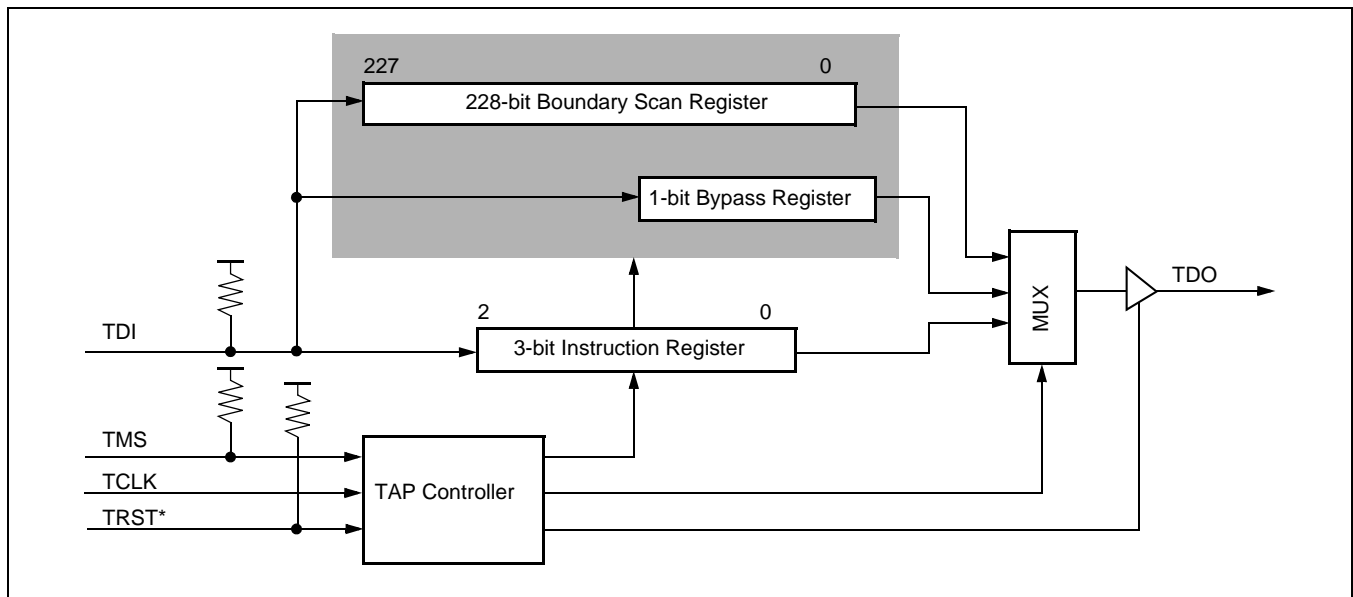 227 0
228-bit Boundary Scan Register
1-bit Bypass Register
TDO
MUX
TDI
2 0
3-bit Instruction Register
TMS
TCLK
TAP Controller
TRST*